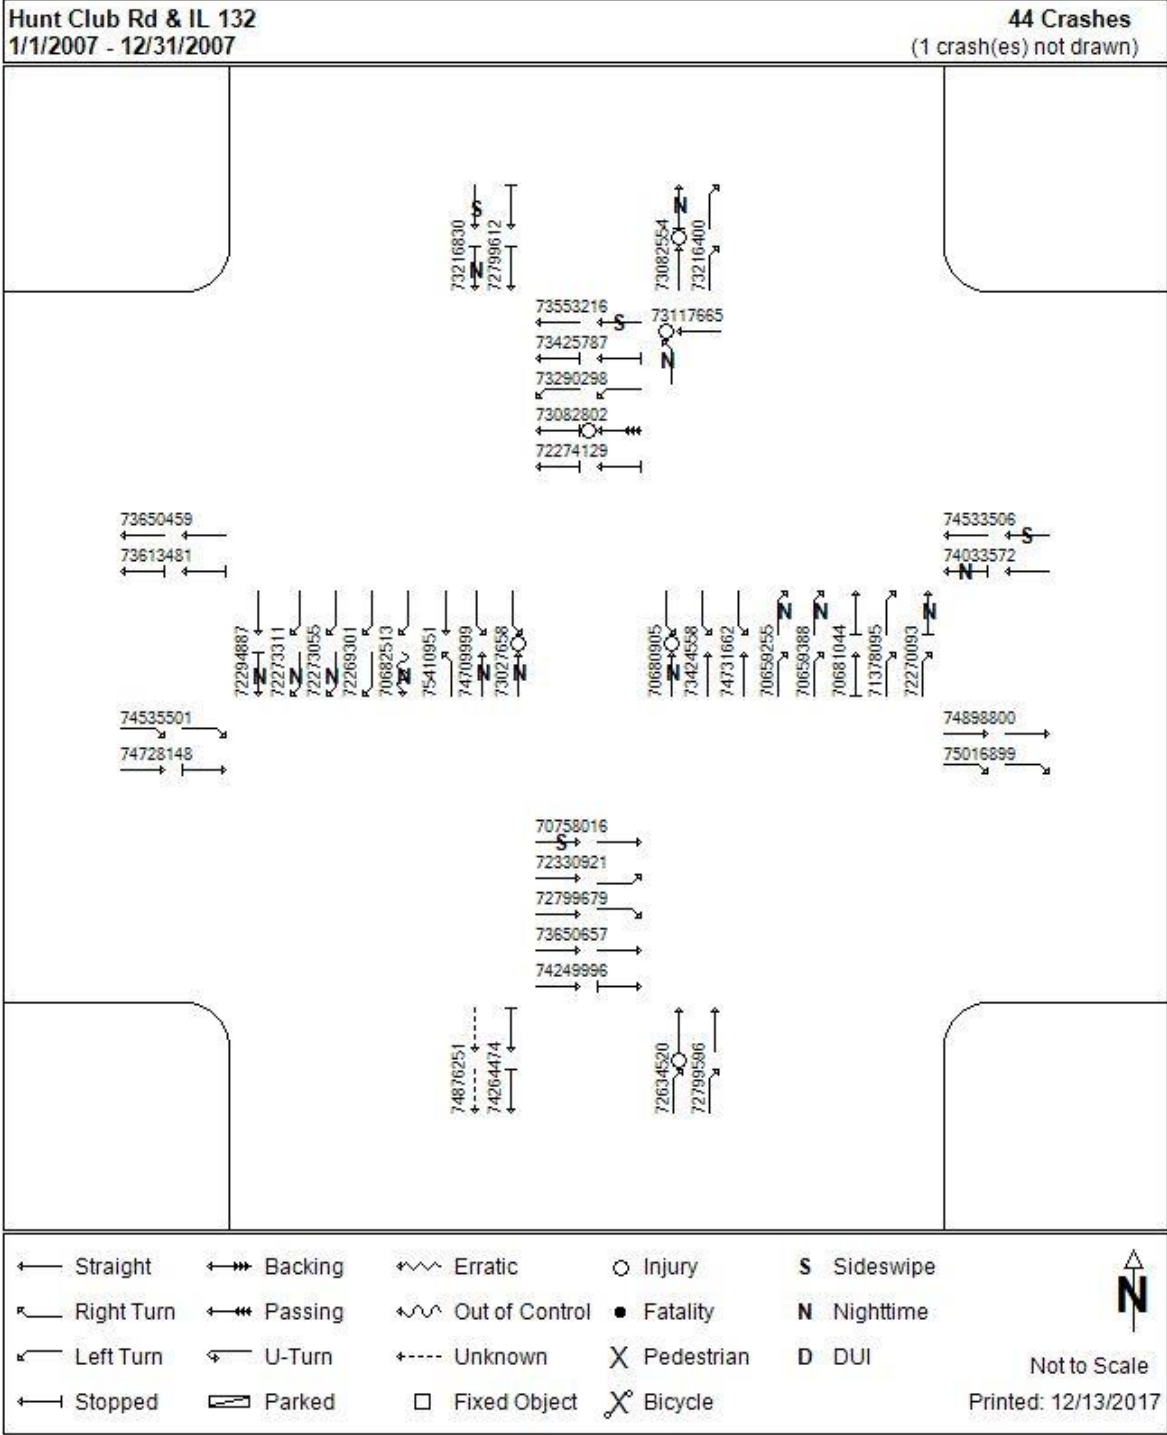 Hunt Club Rd & IL 132
44 Crashes
1/1/2007 - 12/31/2007
(1 crash(es) not drawn)
73216830
72799612
73082554
73216400
S
N
N
73553216
S
73117665
73425787
N
73290298
73082802
72274129
73650459
73613481
74533506
S
74033572
N
72294887
72273311
72273055
72269301
70682513
75410951
74709999
73027658
N
N
N
N
N
N
70680905
73424558
74731662
70659255
70659388
70681044
71378095
72270093
N
N
N
N
74535501
74728148
74898800
75016899
70758016
S
72330921
72799679
73650657
74249996
74876251
74264474
72634520
72799596
Straight
Backing
Erratic
Injury
S Sideswipe
Right Turn
Passing
Out of Control
Fatality
N Nighttime
Left Turn
U-Turn
Unknown
Pedestrian
D DUI
Stopped
Parked
Fixed Object
Bicycle
N
Not to Scale
Printed: 12/13/2017